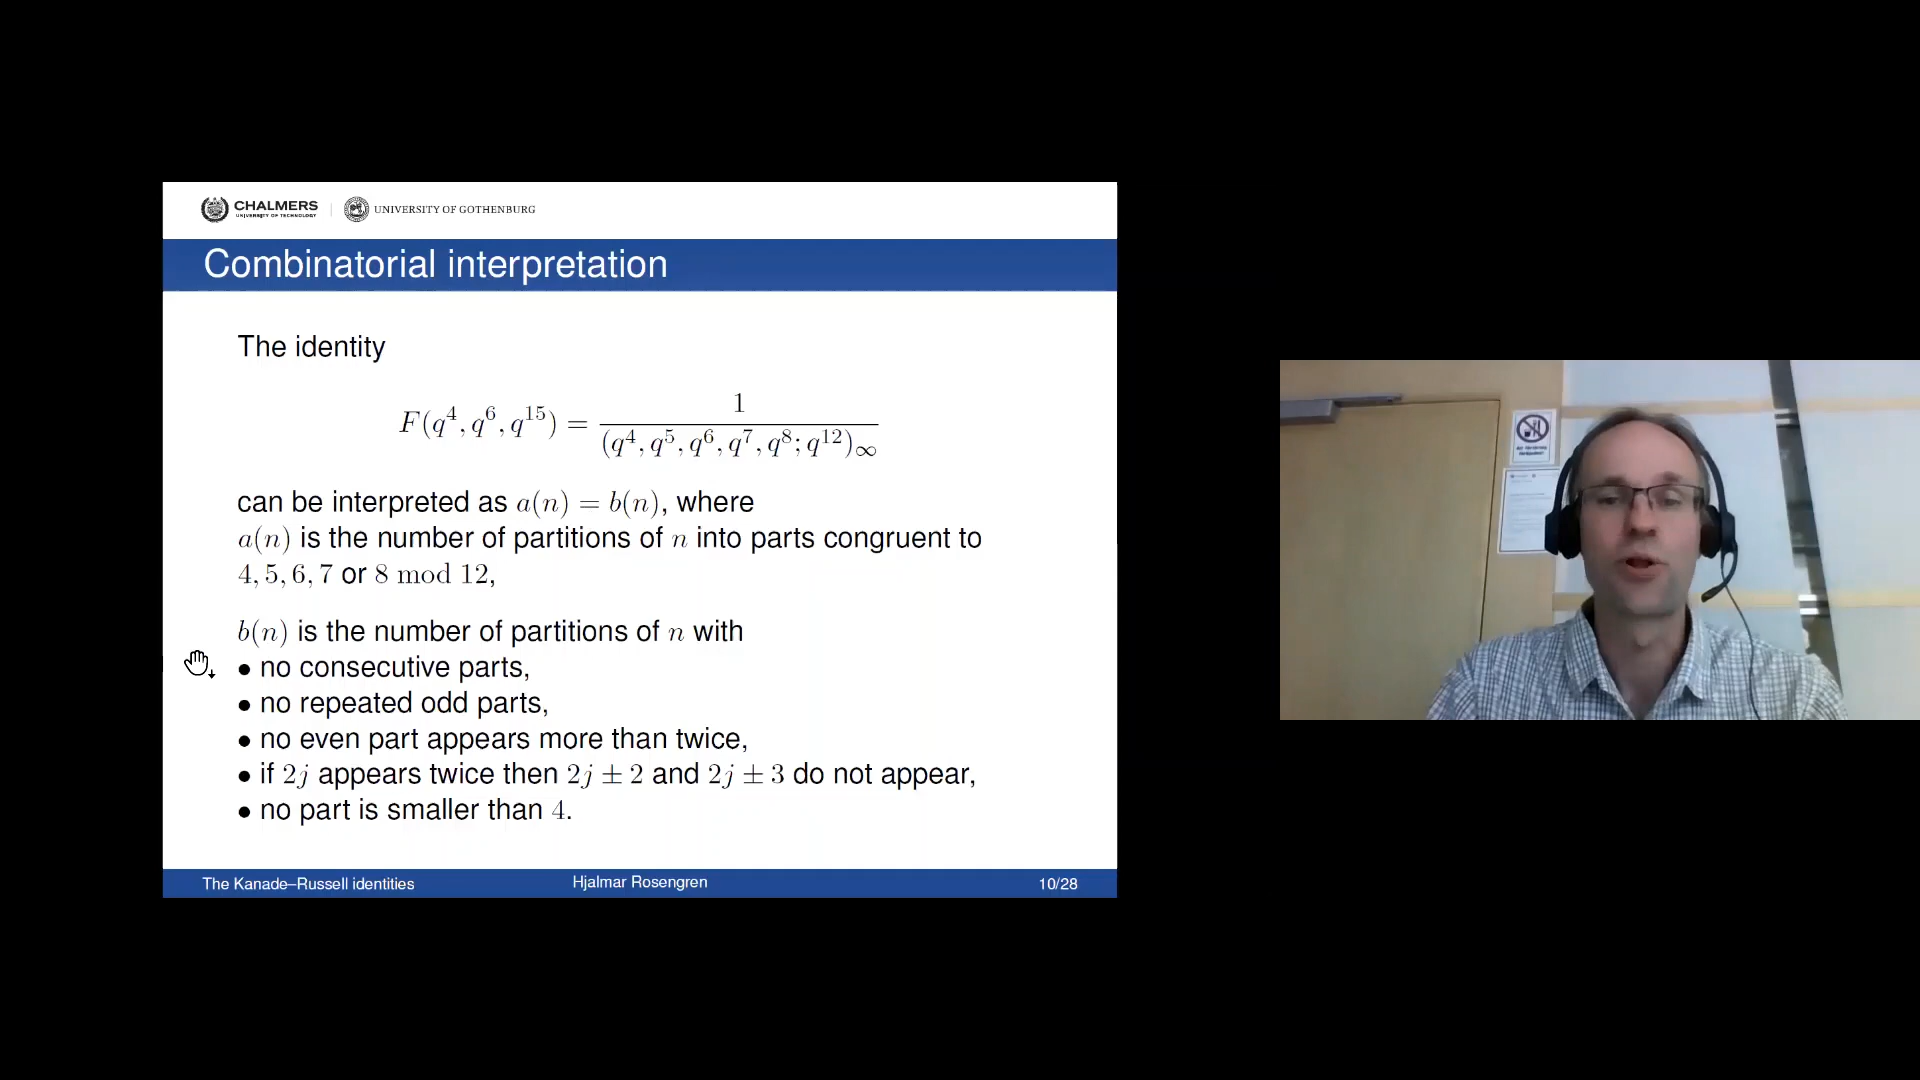 CHALMERS
UNIVERSITY OF TECHNOLOGY
UNIVERSITY OF GOTHENBURG
Combinatorial interpretation
The identity
F(q^4, q^6, q^15) = 1 / (q^4, q^5, q^6, q^7, q^8; q^12)_∞
can be interpreted as a(n) = b(n), where
a(n) is the number of partitions of n into parts congruent to
4, 5, 6, 7 or 8 mod 12,
b(n) is the number of partitions of n with
• no consecutive parts,
• no repeated odd parts,
• no even part appears more than twice,
• if 2j appears twice then 2j ± 2 and 2j ± 3 do not appear,
• no part is smaller than 4.
The Kanade–Russell identities
Hjalmar Rosengren
10/28